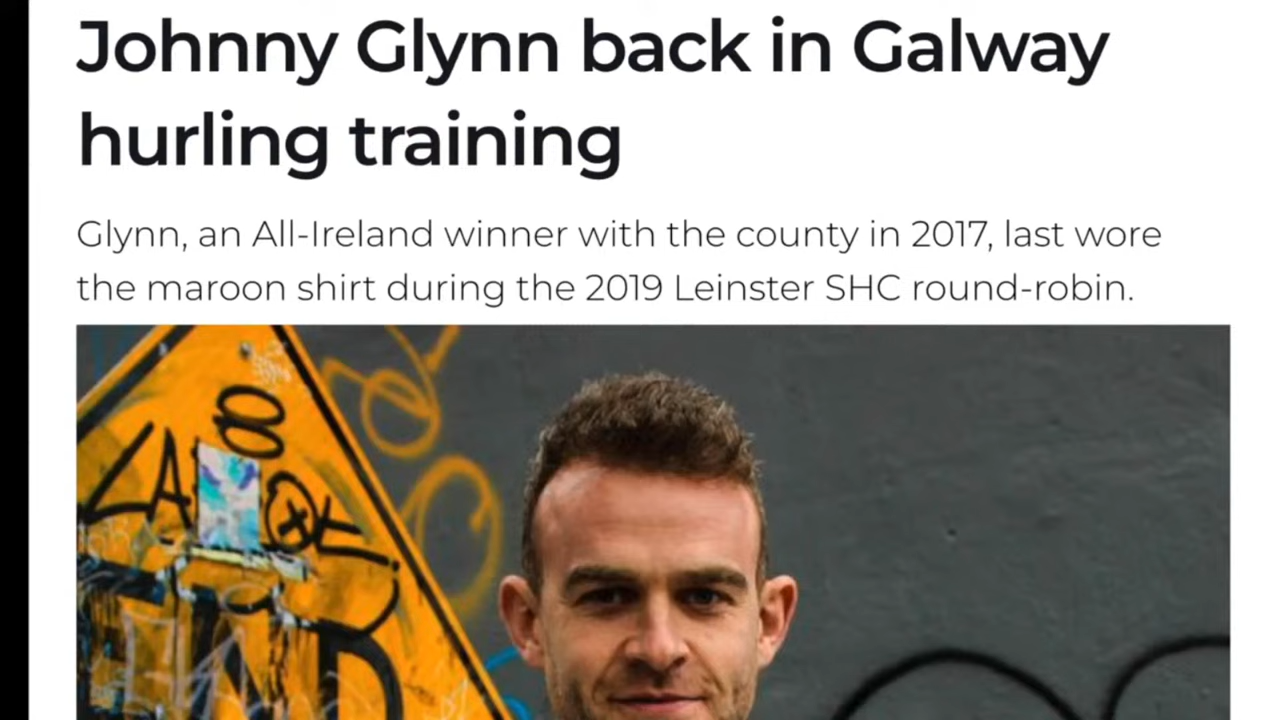 Johnny Glynn back in Galway
hurling training
Glynn, an All-Ireland winner with the county in 2017, last wore
the maroon shirt during the 2019 Leinster SHC round-robin.